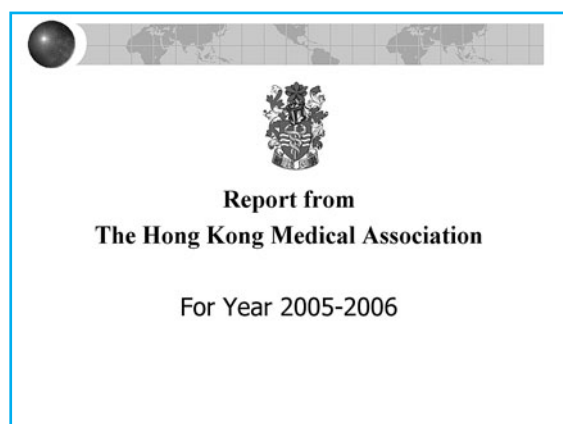 Report from
The Hong Kong Medical Association
For Year 2005-2006